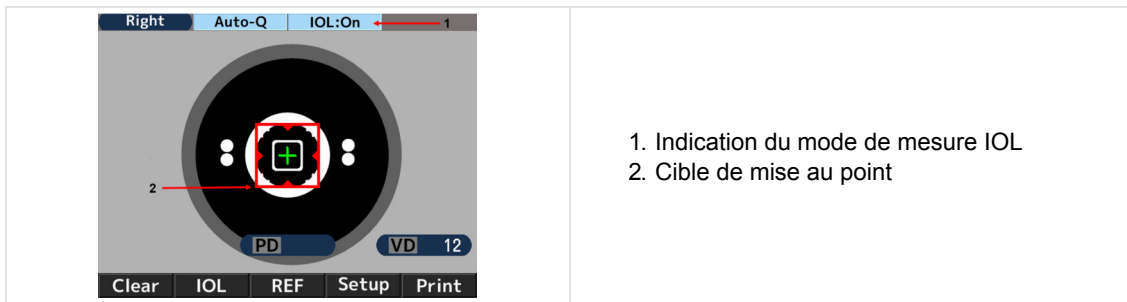 Right Auto-Q IOL:On 1
2
PD VD 12
Clear IOL REF Setup Print
1. Indication du mode de mesure IOL
2. Cible de mise au point